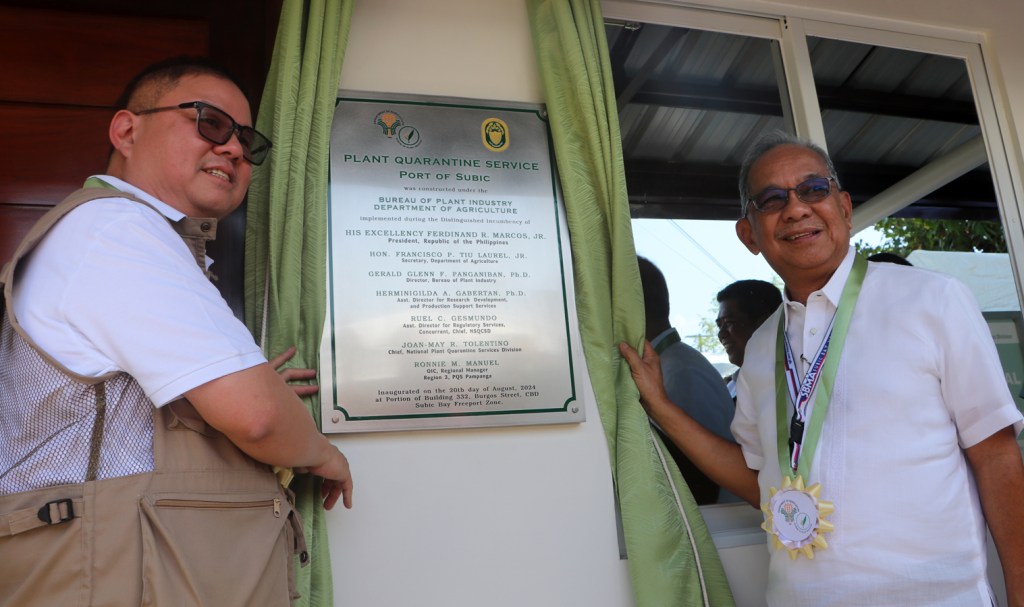 PLANT QUARANTINE SERVICE
PORT OF SUBIC
was constructed under the
BUREAU OF PLANT INDUSTRY
DEPARTMENT OF AGRICULTURE
implemented during the distinguished incumbency of
HIS EXCELLENCY FERDINAND R. MARCOS, JR.
President, Republic of the Philippines
HON. FRANCISCO P. TIU LAUREL, JR.
Secretary, Department of Agriculture
GERALD GLENN F. PANGANIBAN, Ph.D.
Director, Bureau of Plant Industry
HERMINIGILDA A. GABERTAN, Ph.D.
Asst. Director for Research Development,
and Production Support Services
RUEL C. GESMUNDO
Asst. Director for Regulatory Services,
Concurrent, Chief, NSQCSD
JOAN-MAY R. TOLENTINO
Chief, National Plant Quarantine Services Division
RONNIE M. MANUEL
OIC, Regional Manager
Region 3, PQS Pampanga
Inaugurated on the 20th day of August, 2024
at Portion of Building 332, Burgos Street, CBD
Subic Bay Freeport Zone.